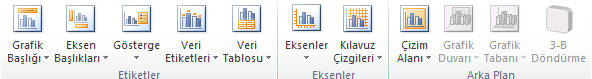 Grafik Başlığı
Eksen Başlıkları
Gösterge
Veri Etiketleri
Veri Tablosu
Etiketler
Eksenler
Kılavuz Çizgileri
Eksenler
Çizim Alanı
Grafik Duvarı
Grafik Tabanı
3-B Döndürme
Arka Plan